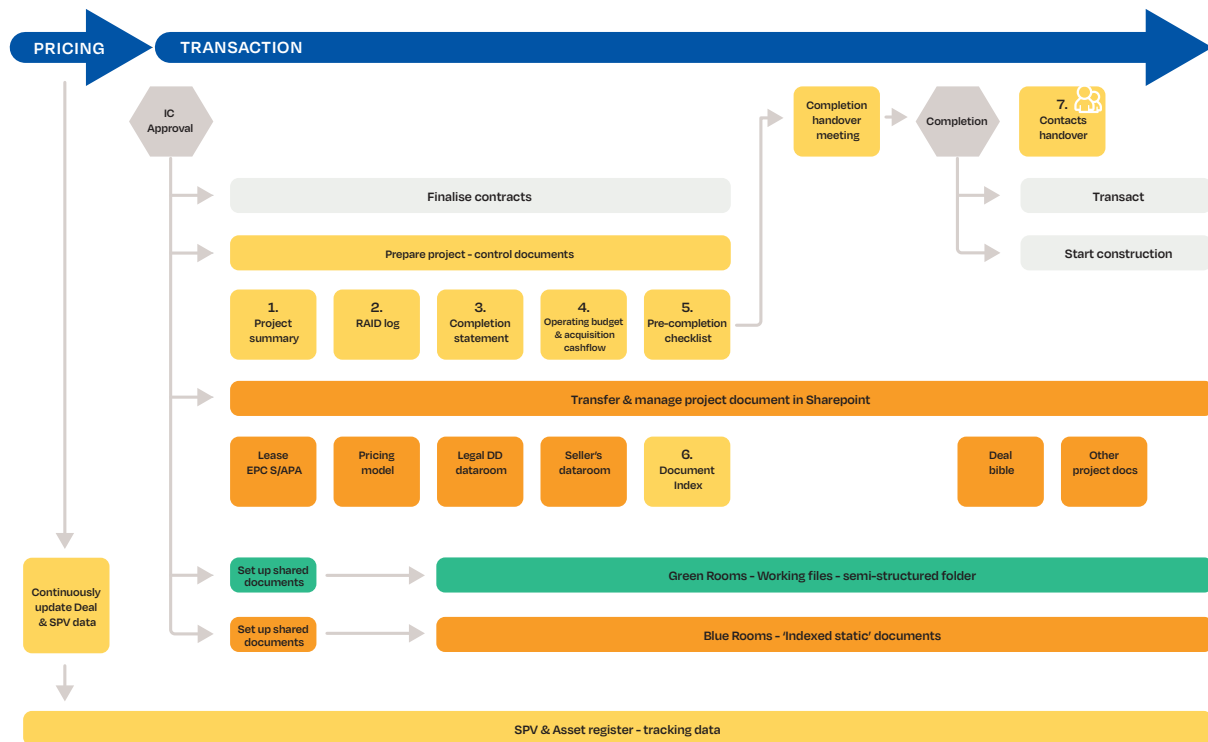 PRICING
TRANSACTION
IC
Approval
Completion
handover
meeting
Completion
7.
Contacts
handover
Finalise contracts
Transact
Prepare project - control documents
Start construction
1.
Project
summary
2.
RAID log
3.
Completion
statement
4.
Operating budget
& acquisition
cashflow
5.
Pre-completion
checklist
Transfer & manage project document in Sharepoint
Lease
EPC S/APA
Pricing
model
Legal DD
dataroom
Seller's
dataroom
6.
Document
Index
Deal
bible
Other
project docs
Continuously
update Deal
& SPV data
Set up shared
documents
Green Rooms - Working files - semi-structured folder
Set up shared
documents
Blue Rooms - ‘Indexed static’ documents
SPV & Asset register - tracking data